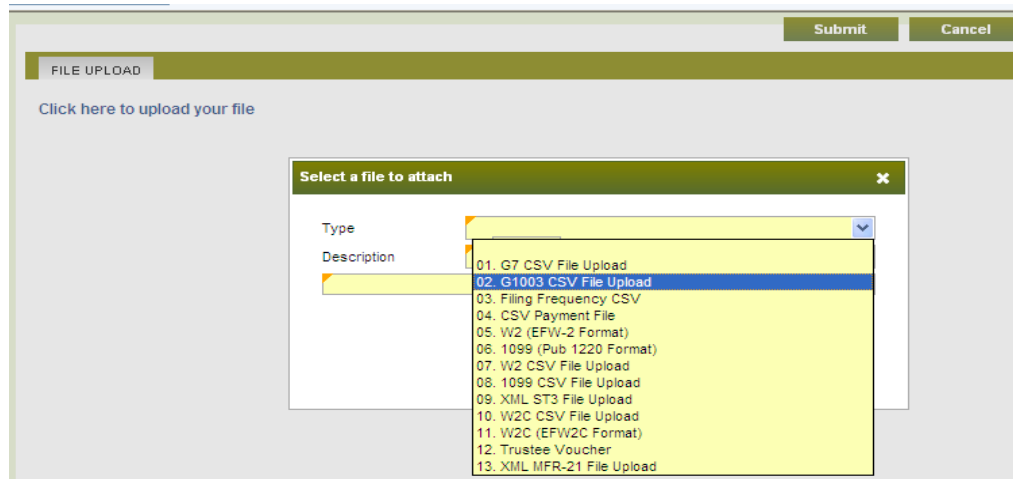 Submit Cancel
FILE UPLOAD
Click here to upload your file
Select a file to attach
Type
Description
01. G7 CSV File Upload
02. G1003 CSV File Upload
03. Filing Frequency CSV
04. CSV Payment File
05. W2 (EFW-2 Format)
06. 1099 (Pub 1220 Format)
07. W2 CSV File Upload
08. 1099 CSV File Upload
09. XML ST3 File Upload
10. W2C CSV File Upload
11. W2C (EFW2C Format)
12. Trustee Voucher
13. XML MFR-21 File Upload